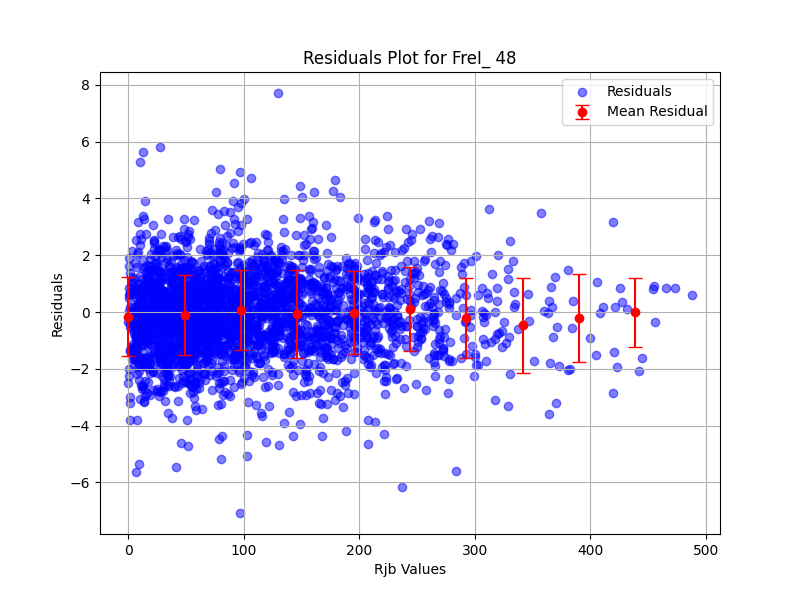 Residuals Plot for FreI_ 48
Residuals
Mean Residual
8
6
4
2
0
−2
−4
−6
Residuals
0
100
200
300
400
500
Rjb Values